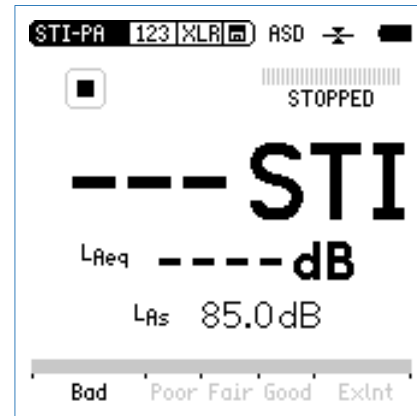 STI-PA 123 XLR ASD
STOPPED
--- STI
LAeq ---- dB
LAs 85.0dB
Bad Poor Fair Good Exlnt